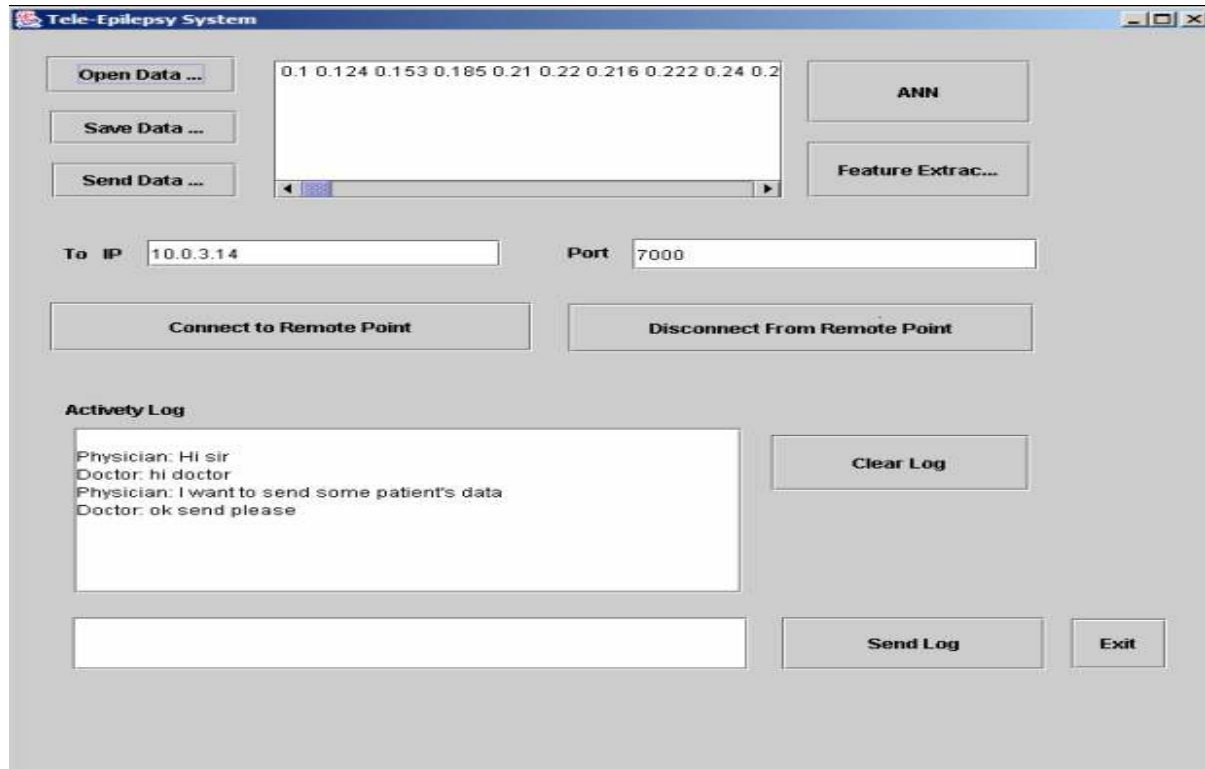 Tele-Epilepsy System
Open Data ...
0.1 0.124 0.153 0.185 0.21 0.22 0.216 0.222 0.24 0.2
ANN
Save Data ...
Send Data ...
Feature Extrac...
To IP 10.0.3.14
Port 7000
Connect to Remote Point
Disconnect From Remote Point
Activety Log
Physician: Hi sir
Doctor: hi doctor
Physician: I want to send some patient's data
Doctor: ok send please
Clear Log
Send Log
Exit